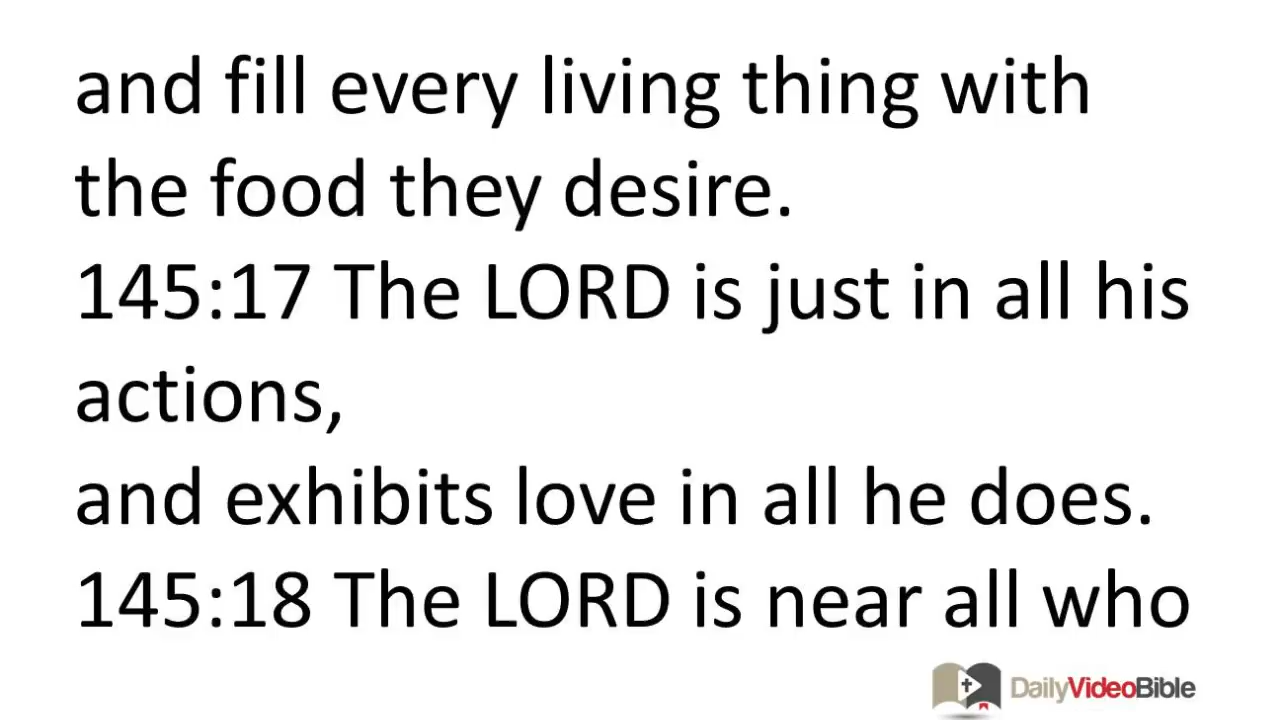 and fill every living thing with
the food they desire.
145:17 The LORD is just in all his
actions,
and exhibits love in all he does.
145:18 The LORD is near all who
DailyVideoBible